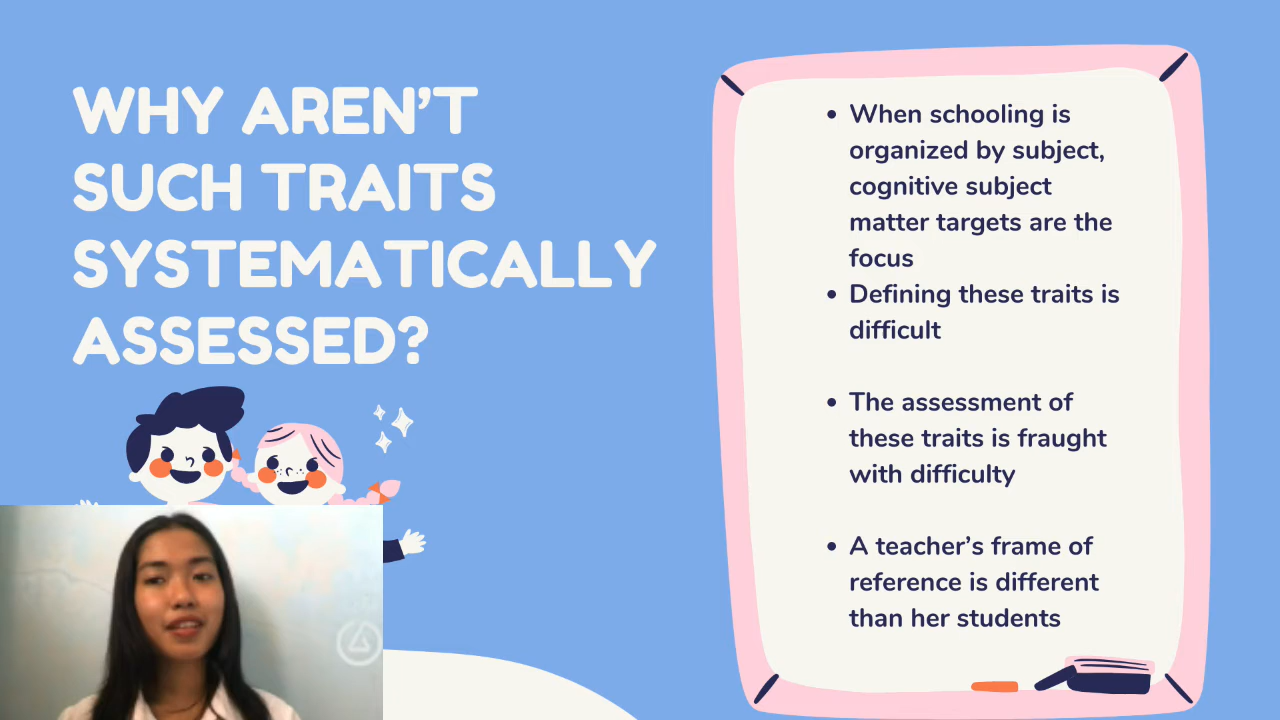 WHY AREN’T
SUCH TRAITS
SYSTEMATICALLY
ASSESSED?
• When schooling is
organized by subject,
cognitive subject
matter targets are the
focus
• Defining these traits is
difficult
• The assessment of
these traits is fraught
with difficulty
• A teacher’s frame of
reference is different
than her students